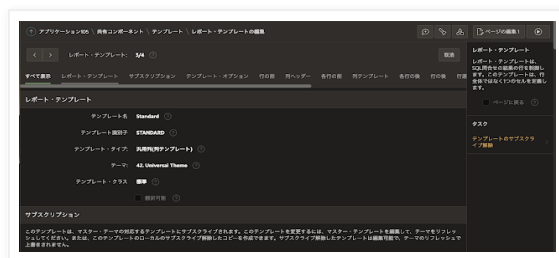 アプリケーション105 \ 共有コンポーネント \ テンプレート \ レポート・テンプレートの編集
ページの編集1
レポート・テンプレート: 3/4
取消
すべて表示 レポート・テンプレート サブスクリプション テンプレート・オプション 行の前 列ヘッダー 各行の前 列テンプレート 各行の後 行の後
レポート・テンプレート
テンプレート名 Standard
テンプレート識別子 STANDARD
テンプレート・タイプ: 汎用列(列テンプレート)
テーマ: 42. Universal Theme
テンプレート・クラス 標準
翻訳可能
サブスクリプション
このテンプレートは、マスター・テーマの対応するテンプレートにサブスクライブされます。このテンプレートを変更するには、マスター・テンプレートを編集して、テーマをリフレッ
シュしてください。または、このテンプレートのローカルのサブスクライブ解除したコピーを作成できます。サブスクライブ解除したテンプレートは編集可能で、テーマのリフレッシュで
上書きされません。
レポート・テンプレート
レポート・テンプレートは、
SQL問合せの結果の行を制御し
ます。このテンプレートは、行
全体ではなく1つのセルを定義し
ます。
ページに戻る
タスク
テンプレートのサブスクラ
イブ解除